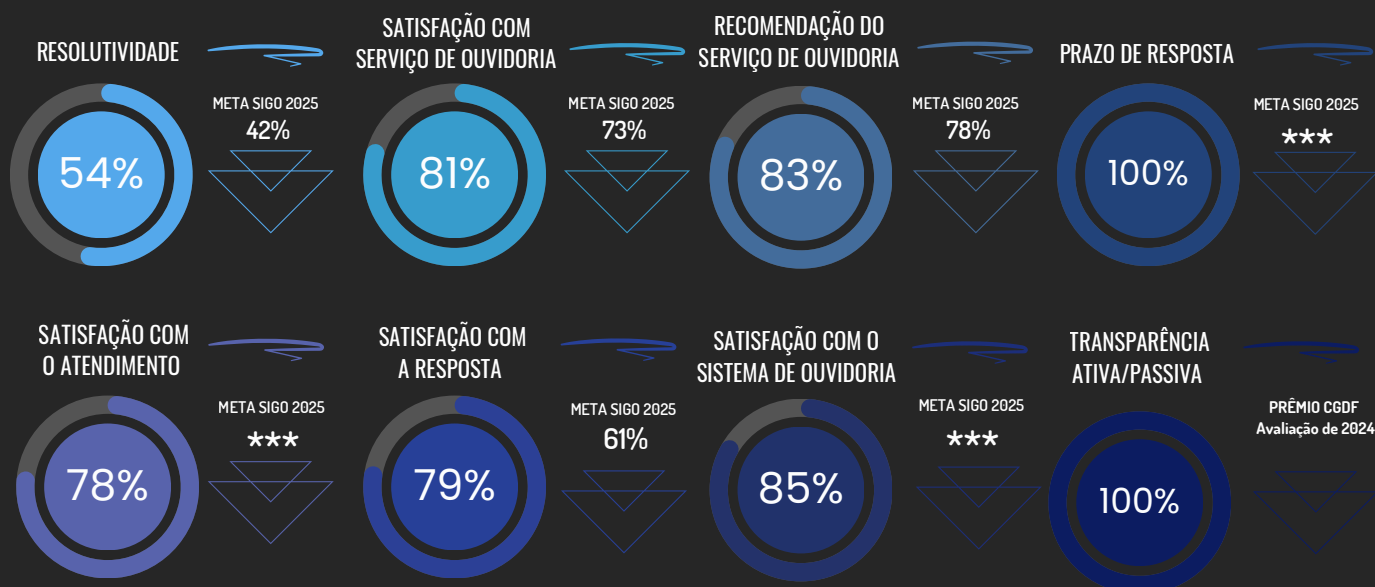 RESOLUTIVIDADE
META SIGO 2025
42%
54%
SATISFAÇÃO COM
SERVIÇO DE OUVIDORIA
META SIGO 2025
73%
81%
RECOMENDAÇÃO DO
SERVIÇO DE OUVIDORIA
META SIGO 2025
78%
83%
PRAZO DE RESPOSTA
META SIGO 2025
***
100%
SATISFAÇÃO COM
O ATENDIMENTO
META SIGO 2025
***
78%
SATISFAÇÃO COM
A RESPOSTA
META SIGO 2025
61%
79%
SATISFAÇÃO COM O
SISTEMA DE OUVIDORIA
META SIGO 2025
***
85%
TRANSPARÊNCIA
ATIVA/PASSIVA
PRÊMIO CGDF
Avaliação de 2024
100%